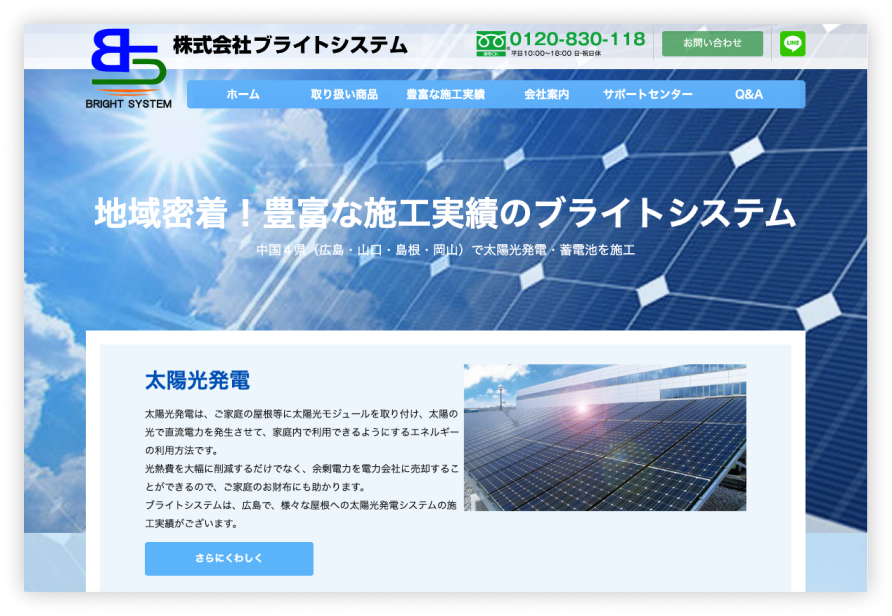 株式会社ブライトシステム
0120-830-118
平日10:00~18:00 日・祝日休
お問い合わせ
LINE
BRIGHT SYSTEM
ホーム 取り扱い商品 豊富な施工実績 会社案内 サポートセンター Q&A
地域密着！豊富な施工実績のブライトシステム
中国４県（広島・山口・島根・岡山）で太陽光発電・蓄電池を施工
太陽光発電
太陽光発電は、ご家庭の屋根等に太陽光モジュールを取り付け、太陽の
光で直流電力を発生させて、家庭内で利用できるようにするエネルギー
の利用方法です。
光熱費を大幅に削減するだけでなく、余剰電力を電力会社に売却するこ
とができるので、ご家庭のお財布にも助かります。
ブライトシステムは、広島で、様々な屋根への太陽光発電システムの施
工実績がございます。
さらにくわしく